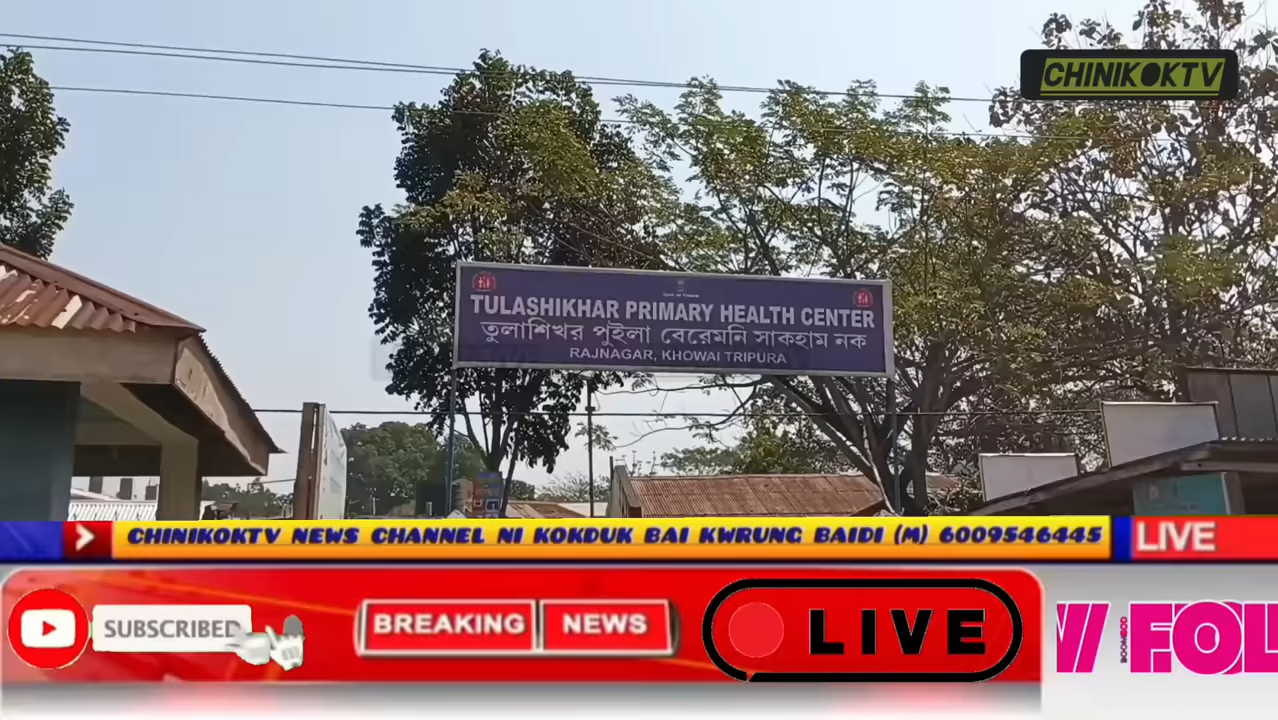 CHINIKOKTV
TULASHIKHAR PRIMARY HEALTH CENTER
তুলাশিখর পুইলা বেরেমনি সাকহাম নক
RAJNAGAR, KHOWAI TRIPURA
CHINIKOKTV NEWS CHANNEL NI KOKDUK BAI KWRUNG BAIDI (M) 6009546445
LIVE
SUBSCRIBED
BREAKING NEWS
LIVE
W FOL